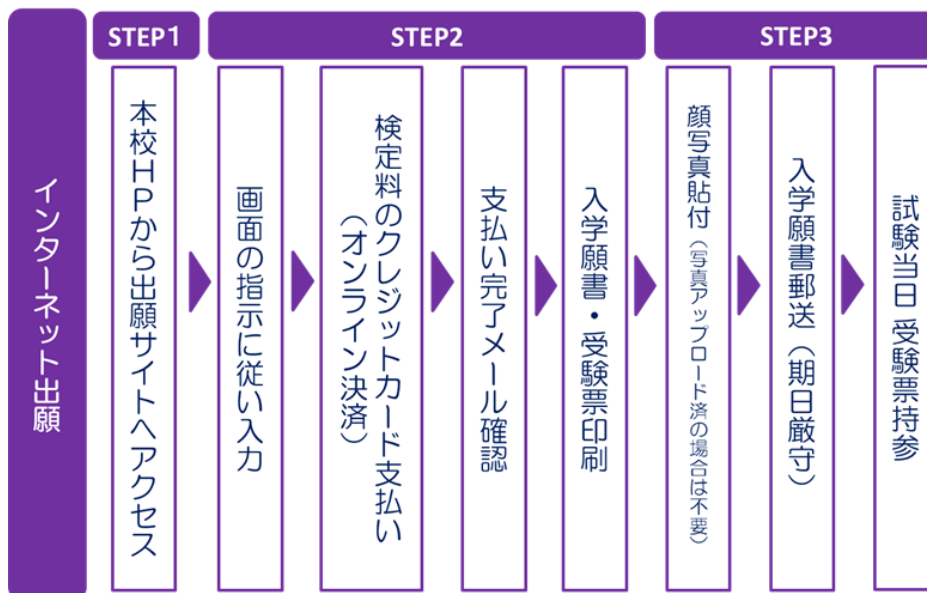 インターネット出願
STEP1
本校HPから出願サイトへアクセス
STEP2
画面の指示に従い入力
検定料のクレジットカード支払い
(オンライン決済)
支払い完了メール確認
入学願書・受験票印刷
STEP3
顔写真貼付(写真アップロード済の場合は不要)
入学願書郵送(期日厳守)
試験当日 受験票持参